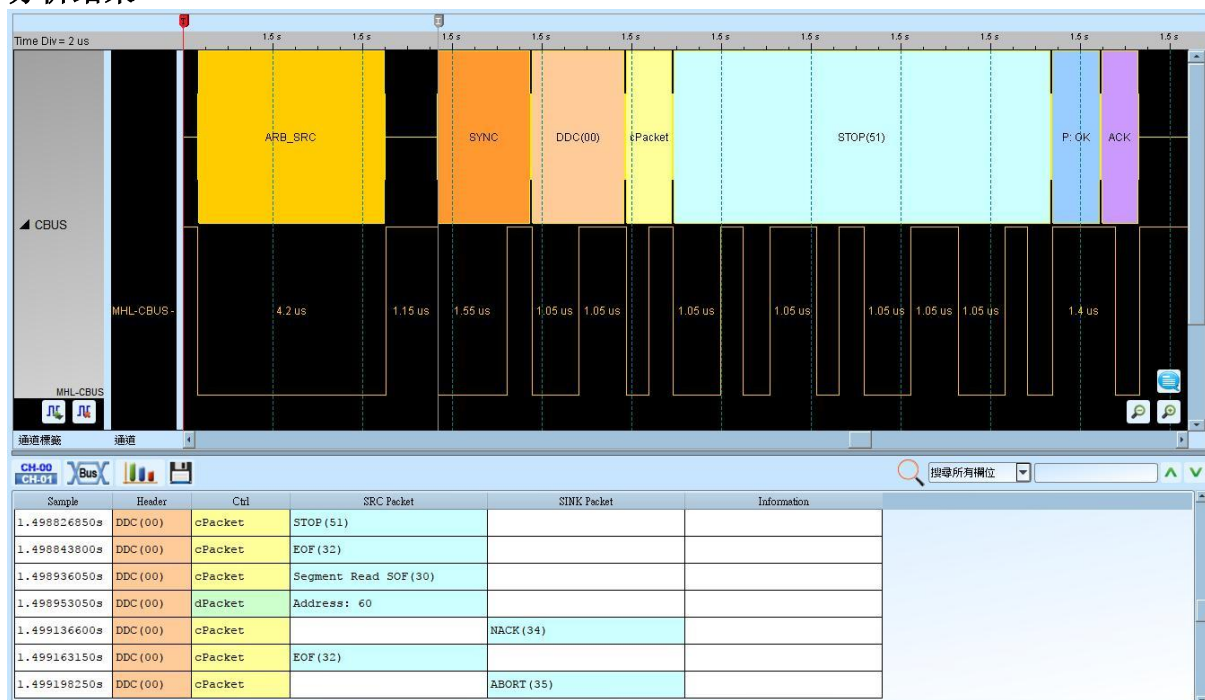 Time Div = 2 us
1.5 s 1.5 s 1.5 s 1.5 s 1.5 s 1.5 s 1.5 s 1.5 s 1.5 s 1.5 s 1.5 s
ARB_SRC SYNC DDC(00) cPacket STOP(51) P: OK ACK
CBUS
MHL-CBUS- 4.2 us 1.15 us 1.55 us 1.05 us 1.05 us 1.05 us 1.05 us 1.05 us 1.05 us 1.05 us 1.4 us
MHL-CBUS
通道標籤 通道
CH-00
CH-01
Bus
搜尋所有欄位
Sample Header Ctrl SRC Packet SINK Packet Information
1.498826850s DDC(00) cPacket STOP(51)
1.498843800s DDC(00) cPacket EOF(32)
1.498936050s DDC(00) cPacket Segment Read SOF(30)
1.498953050s DDC(00) dPacket Address: 60
1.499136600s DDC(00) cPacket NACK(34)
1.499163150s DDC(00) cPacket EOF(32)
1.499198250s DDC(00) cPacket ABORT(35)